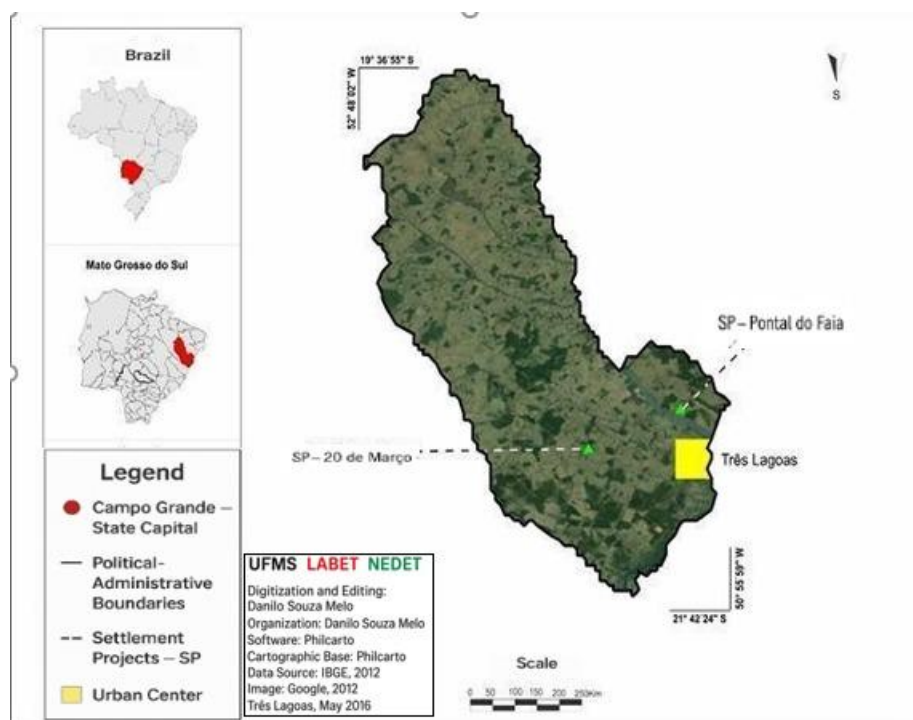 Brazil
Mato Grosso do Sul
19° 36´55´´ S
52° 48´02´´ W
S
SP – Pontal do Faia
SP – 20 de Março
Três Lagoas
50° 55´59´´ W
21° 42´24´´ S
Legend
Campo Grande –
State Capital
Political-
Administrative
Boundaries
Settlement
Projects – SP
Urban Center
UFMS LABET NEDET
Digitization and Editing:
Danilo Souza Melo
Organization: Danilo Souza Melo
Software: Philcarto
Cartographic Base: Philcarto
Data Source: IBGE, 2012
Image: Google, 2012
Três Lagoas, May 2016
Scale
0 50 100 150 200 250Km